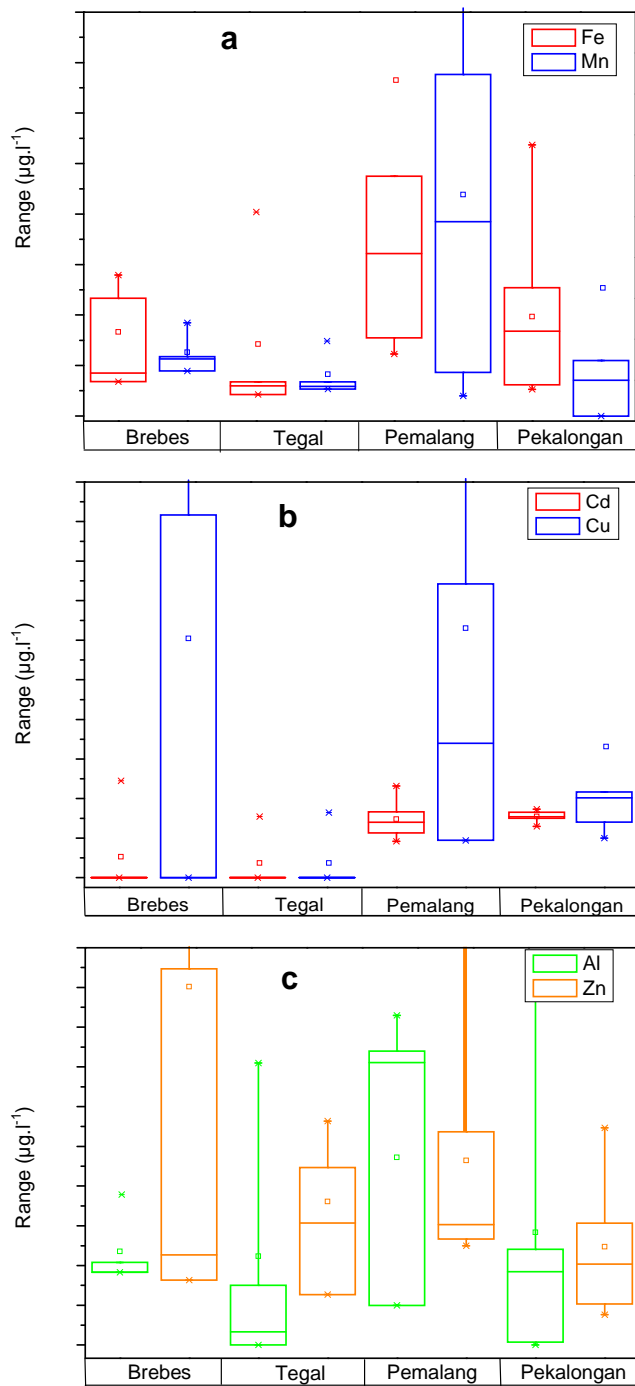 a
Fe
Mn
Range (µg.l⁻¹)
Brebes Tegal Pemalang Pekalongan
b
Cd
Cu
Range (µg.l⁻¹)
Brebes Tegal Pemalang Pekalongan
c
Al
Zn
Range (µg.l⁻¹)
Brebes Tegal Pemalang Pekalongan